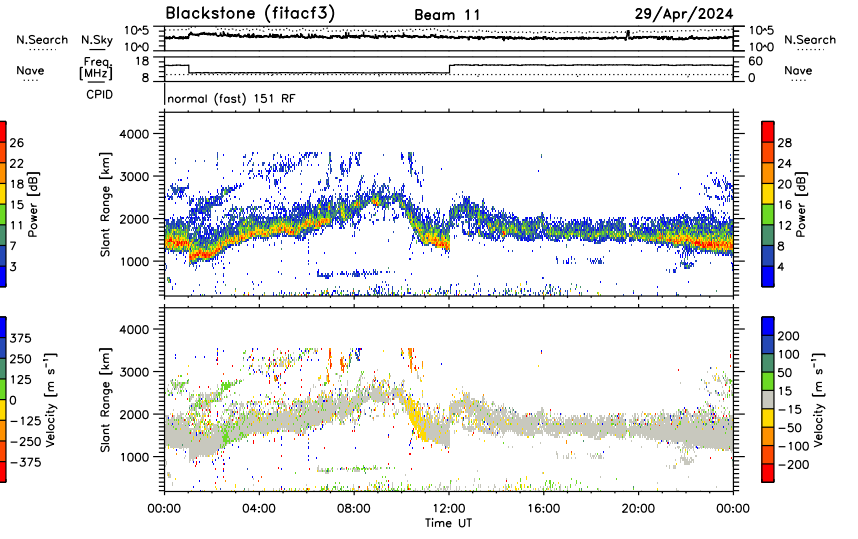 Blackstone (fitacf3) Beam 11 29/Apr/2024
N.Search N.Sky 10^5 10^0 10^5 10^0 N.Search
Nave Freq. [MHz] 18 8 60 0 Nave
CPID normal (fast) 151 RF
Slant Range [km] 4000 3000 2000 1000
26 22 18 15 11 7 3 Power [dB]
28 24 20 16 12 8 4 Power [dB]
Slant Range [km] 4000 3000 2000 1000
375 250 125 0 −125 −250 −375 Velocity [m s⁻¹]
200 100 50 15 −15 −50 −100 −200 Velocity [m s⁻¹]
00:00 04:00 08:00 12:00 16:00 20:00 00:00
Time UT